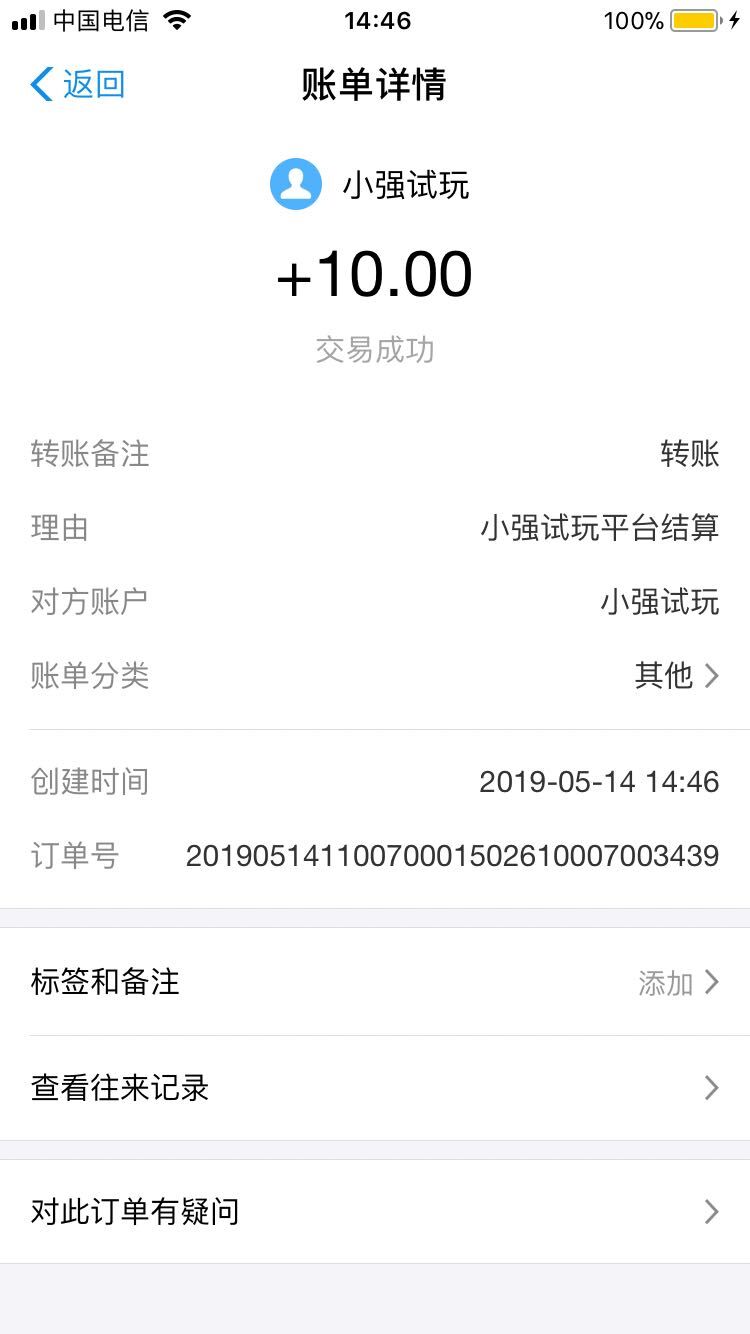 中国电信 14:46 100%
返回 账单详情
小强试玩
+10.00
交易成功
转账备注 转账
理由 小强试玩平台结算
对方账户 小强试玩
账单分类 其他
创建时间 2019-05-14 14:46
订单号 20190514110070001502610007003439
标签和备注 添加
查看往来记录
对此订单有疑问